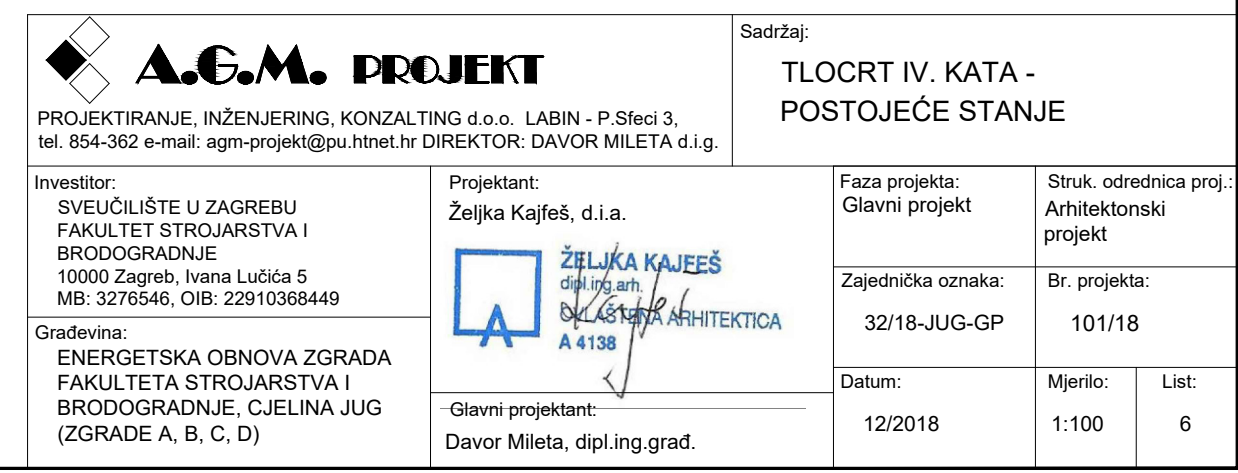 A.G.M. PROJEKT
PROJEKTIRANJE, INŽENJERING, KONZALTING d.o.o. LABIN - P.Sfeci 3,
tel. 854-362 e-mail: agm-projekt@pu.htnet.hr DIREKTOR: DAVOR MILETA d.i.g.
Sadržaj:
TLOCRT IV. KATA -
POSTOJEĆE STANJE
Investitor:
SVEUČILIŠTE U ZAGREBU
FAKULTET STROJARSTVA I
BRODOGRADNJE
10000 Zagreb, Ivana Lučića 5
MB: 3276546, OIB: 22910368449
Građevina:
ENERGETSKA OBNOVA ZGRADA
FAKULTETA STROJARSTVA I
BRODOGRADNJE, CJELINA JUG
(ZGRADE A, B, C, D)
Projektant:
Željka Kajfeš, d.i.a.
ŽELJKA KAJFEŠ
dipl.ing.arh.
OVLAŠTENA ARHITEKTICA
A 4138
Glavni projektant:
Davor Mileta, dipl.ing.građ.
Faza projekta:
Glavni projekt
Struk. odrednica proj.:
Arhitektonski
projekt
Zajednička oznaka:
32/18-JUG-GP
Br. projekta:
101/18
Datum:
12/2018
Mjerilo:
1:100
List:
6